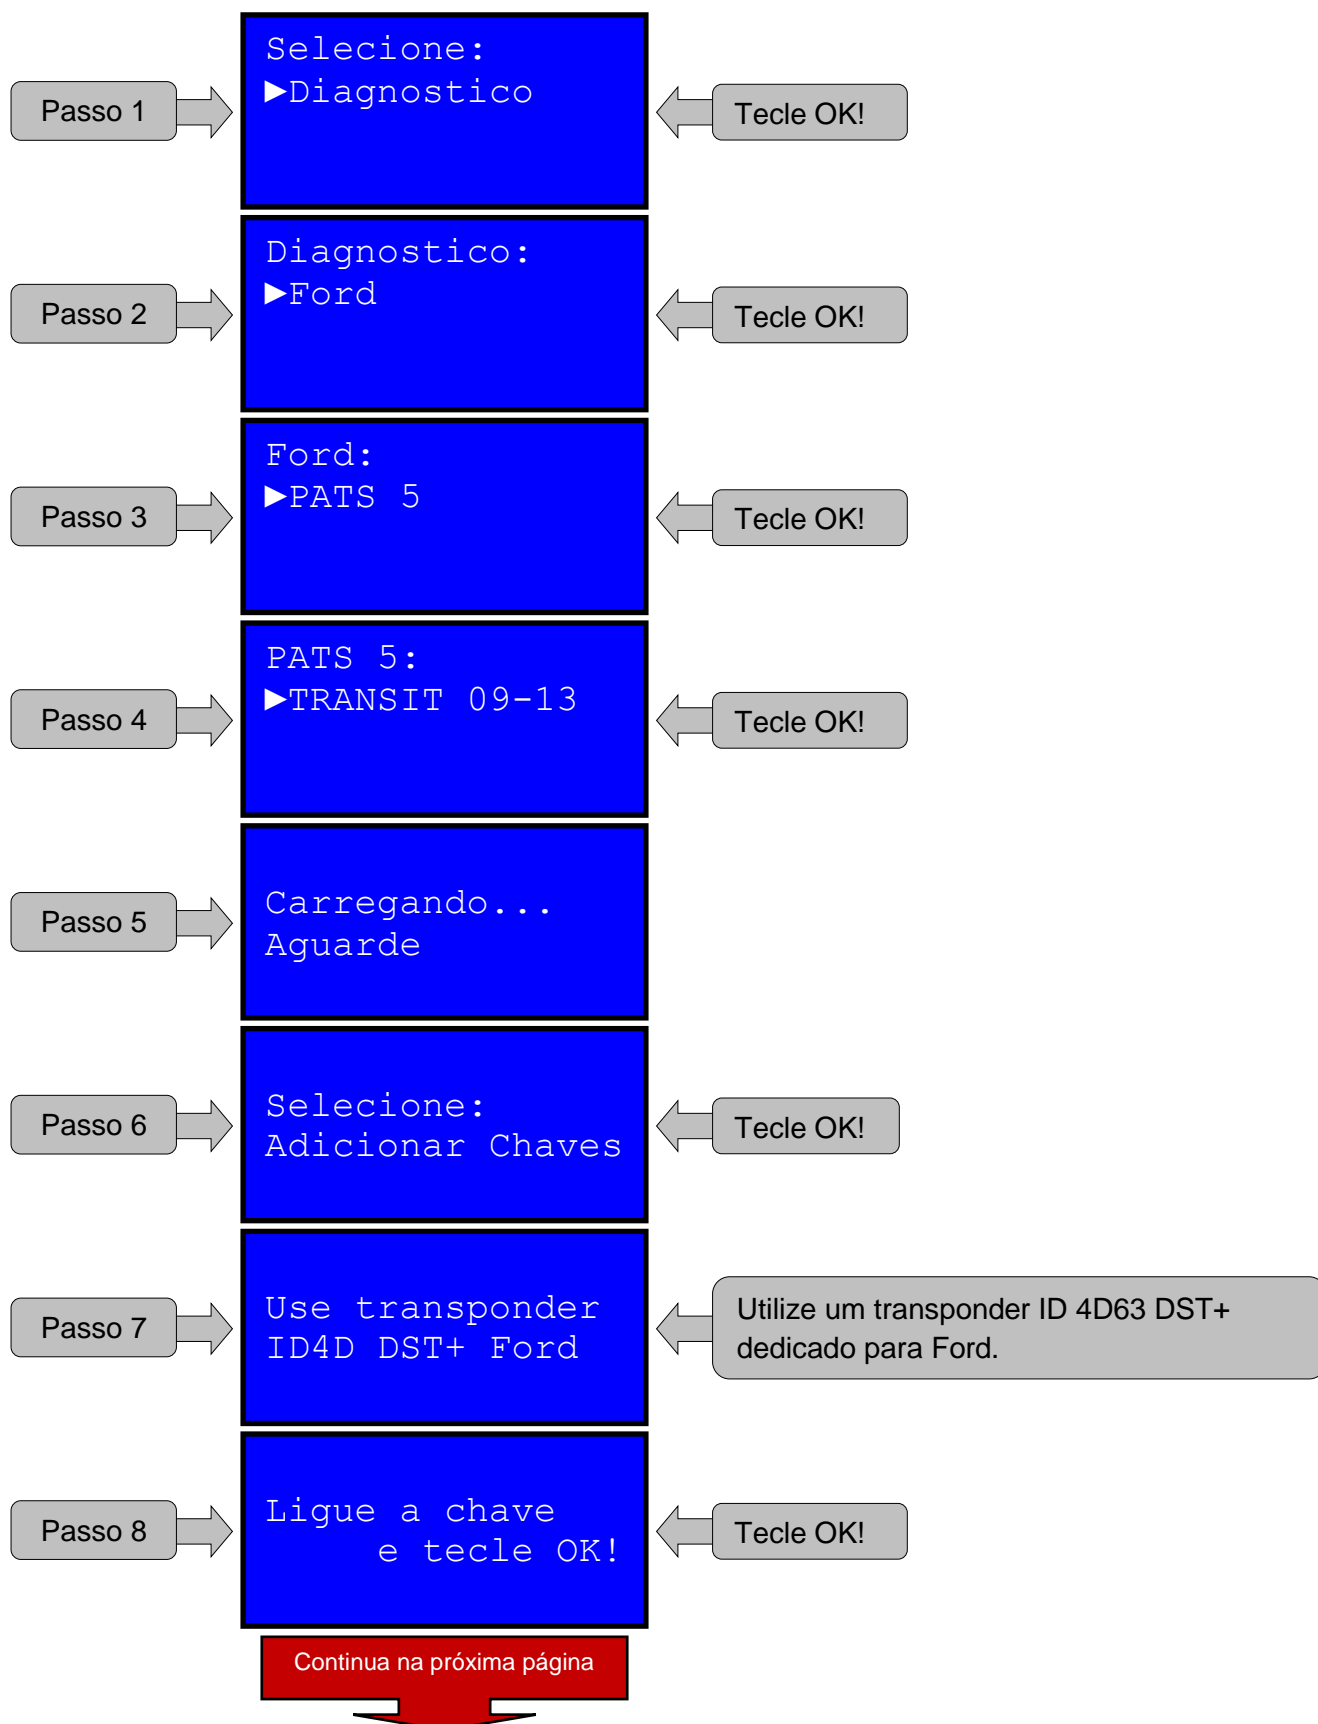 Selecione:
►Diagnostico
Passo 1
Tecle OK!
Diagnostico:
►Ford
Passo 2
Tecle OK!
Ford:
►PATS 5
Passo 3
Tecle OK!
PATS 5:
►TRANSIT 09-13
Passo 4
Tecle OK!
Carregando...
Aguarde
Passo 5
Selecione:
Adicionar Chaves
Passo 6
Tecle OK!
Use transponder
ID4D DST+ Ford
Passo 7
Utilize um transponder ID 4D63 DST+
dedicado para Ford.
Ligue a chave
e tecle OK!
Passo 8
Tecle OK!
Continua na próxima página